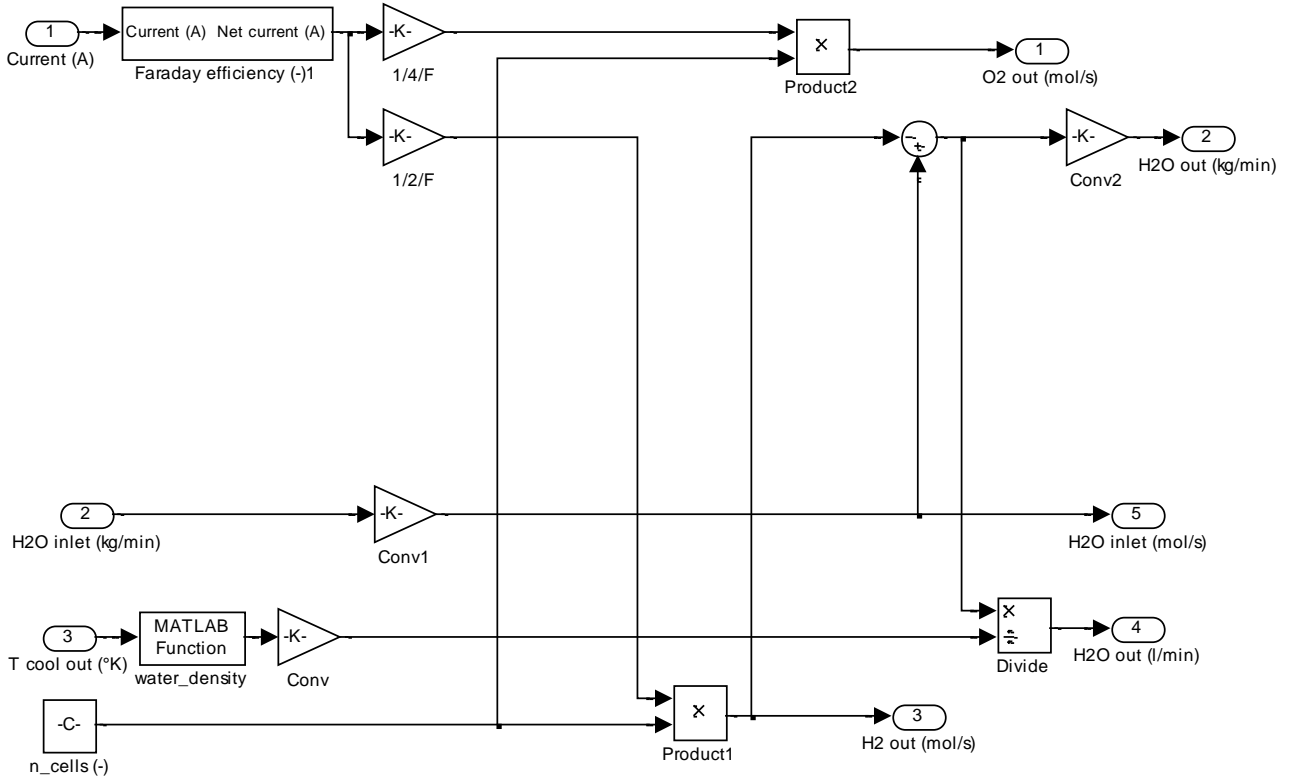 1
Current (A)
Current (A) Net current (A)
Faraday efficiency (-)1
-K-
1/4/F
-K-
1/2/F
x
Product2
1
O2 out (mol/s)
-
+
-K-
Conv2
2
H2O out (kg/min)
2
H2O inlet (kg/min)
-K-
Conv1
5
H2O inlet (mol/s)
3
T cool out (°K)
MATLAB
Function
water_density
-K-
Conv
x
÷
Divide
4
H2O out (l/min)
-C-
n_cells (-)
x
Product1
3
H2 out (mol/s)